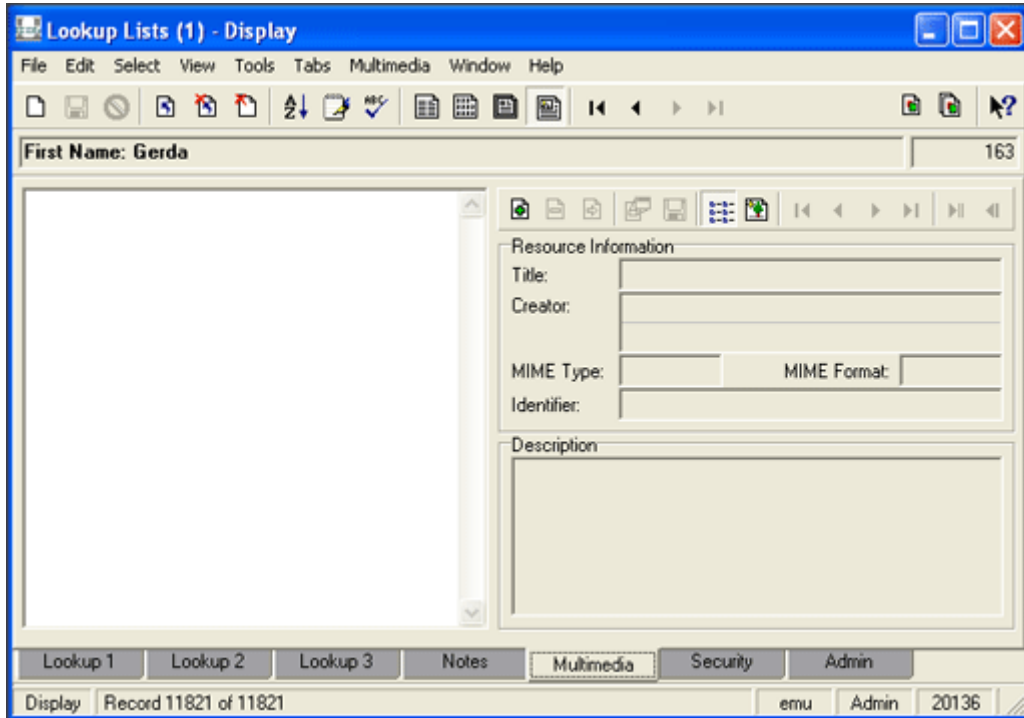 Lookup Lists (1) - Display
File Edit Select View Tools Tabs Multimedia Window Help
First Name: Gerda 163
Resource Information
Title:
Creator:
MIME Type: MIME Format:
Identifier:
Description
Lookup 1 Lookup 2 Lookup 3 Notes Multimedia Security Admin
Display Record 11821 of 11821 emu Admin 20136